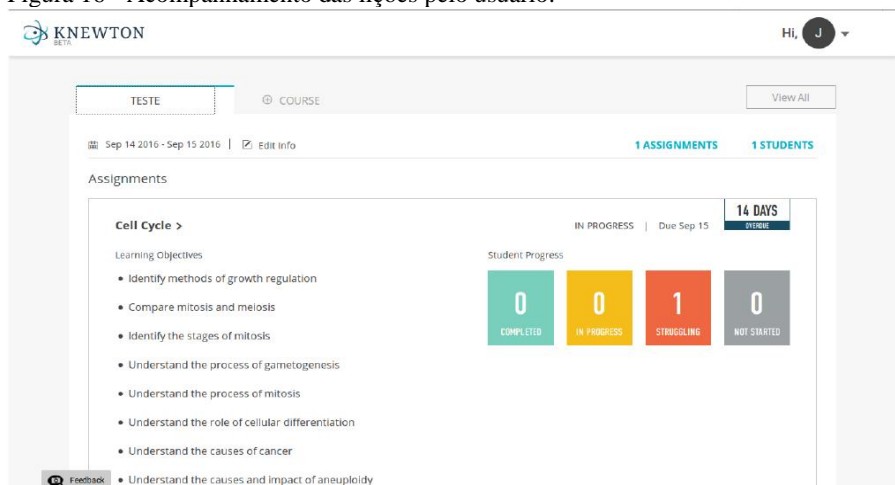 Figura 16 - Acompanhamento das lições pelo usuário.
KNEWTON
BETA
Hi, J
TESTE
COURSE
View All
Sep 14 2016 - Sep 15 2016 | Edit Info
1 ASSIGNMENTS 1 STUDENTS
Assignments
Cell Cycle >
IN PROGRESS | Due Sep 15
14 DAYS
OVERDUE
Learning Objectives
• Identify methods of growth regulation
• Compare mitosis and meiosis
• Identify the stages of mitosis
• Understand the process of gametogenesis
• Understand the process of mitosis
• Understand the role of cellular differentiation
• Understand the causes of cancer
• Understand the causes and impact of aneuploidy
Student Progress
0
COMPLETED
0
IN PROGRESS
1
STRUGGLING
0
NOT STARTED
Feedback